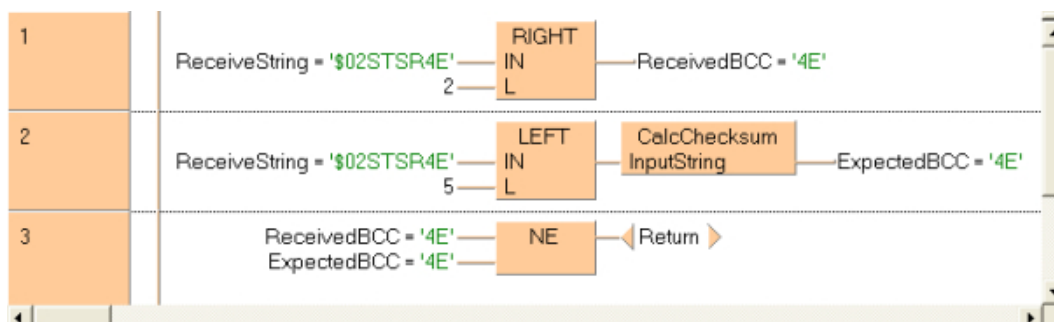 1
RIGHT
ReceiveString = '$02STSR4E' IN ReceivedBCC = '4E'
2 L
2
LEFT CalcChecksum
ReceiveString = '$02STSR4E' IN InputString ExpectedBCC = '4E'
5 L
3
ReceivedBCC = '4E' NE Return
ExpectedBCC = '4E'